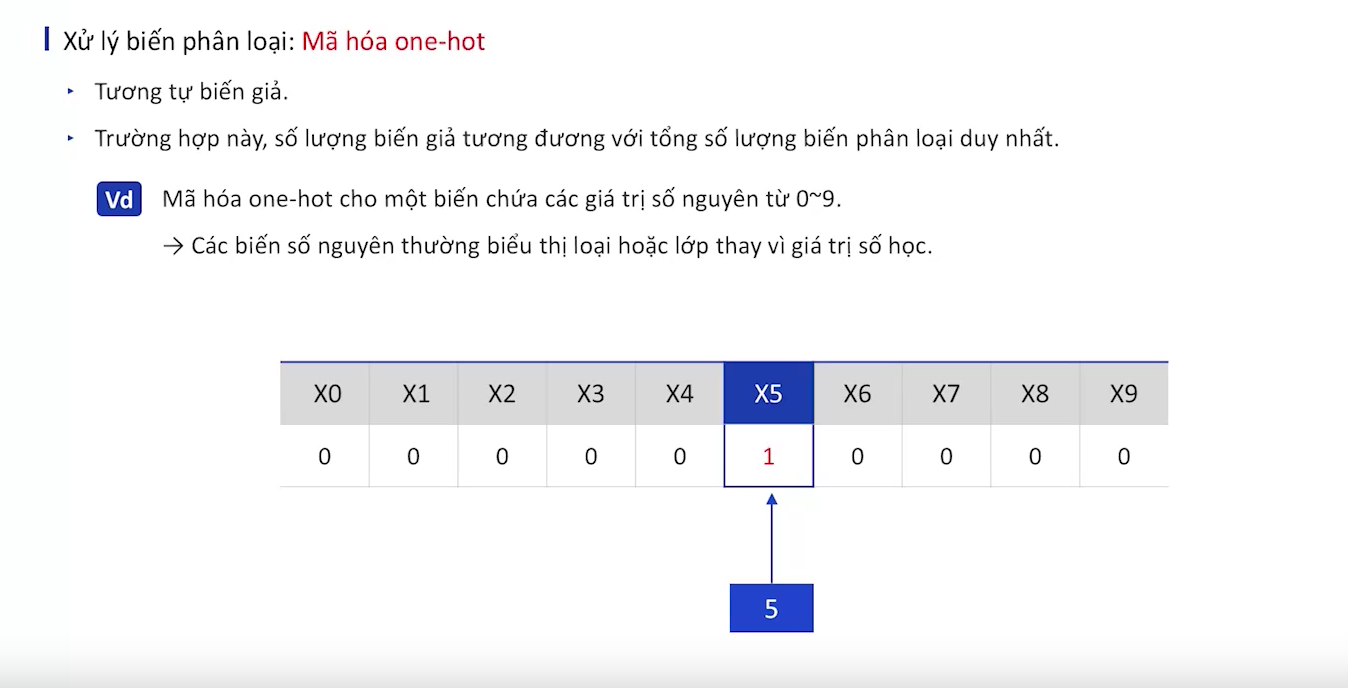 Xử lý biến phân loại: Mã hóa one-hot
‣ Tương tự biến giả.
‣ Trường hợp này, số lượng biến giả tương đương với tổng số lượng biến phân loại duy nhất.
Vd Mã hóa one-hot cho một biến chứa các giá trị số nguyên từ 0~9.
→ Các biến số nguyên thường biểu thị loại hoặc lớp thay vì giá trị số học.
X0 X1 X2 X3 X4 X5 X6 X7 X8 X9
0 0 0 0 0 1 0 0 0 0
5